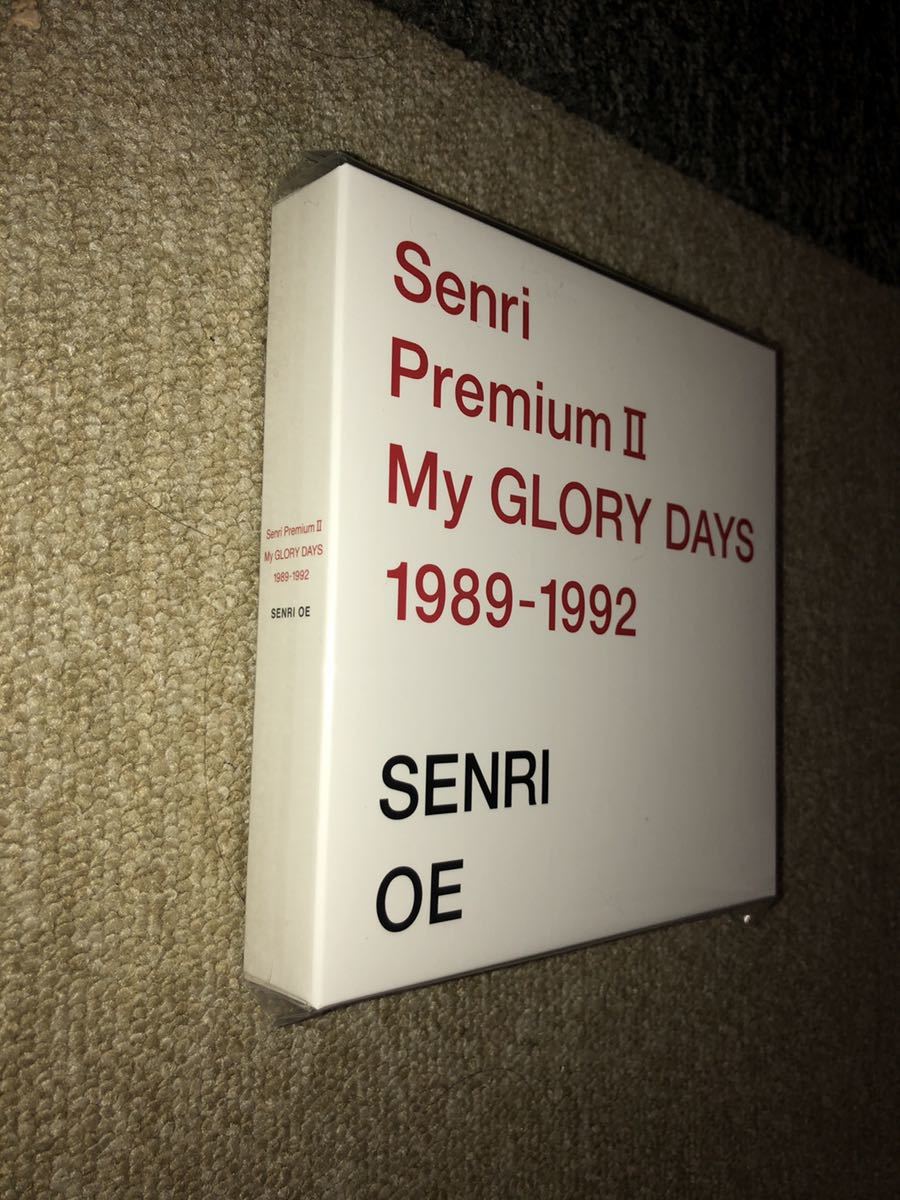 Senri
Premium Ⅱ
My GLORY DAYS
1989-1992
SENRI
OE
Senri Premium Ⅱ
My GLORY DAYS
1989-1992
SENRI OE